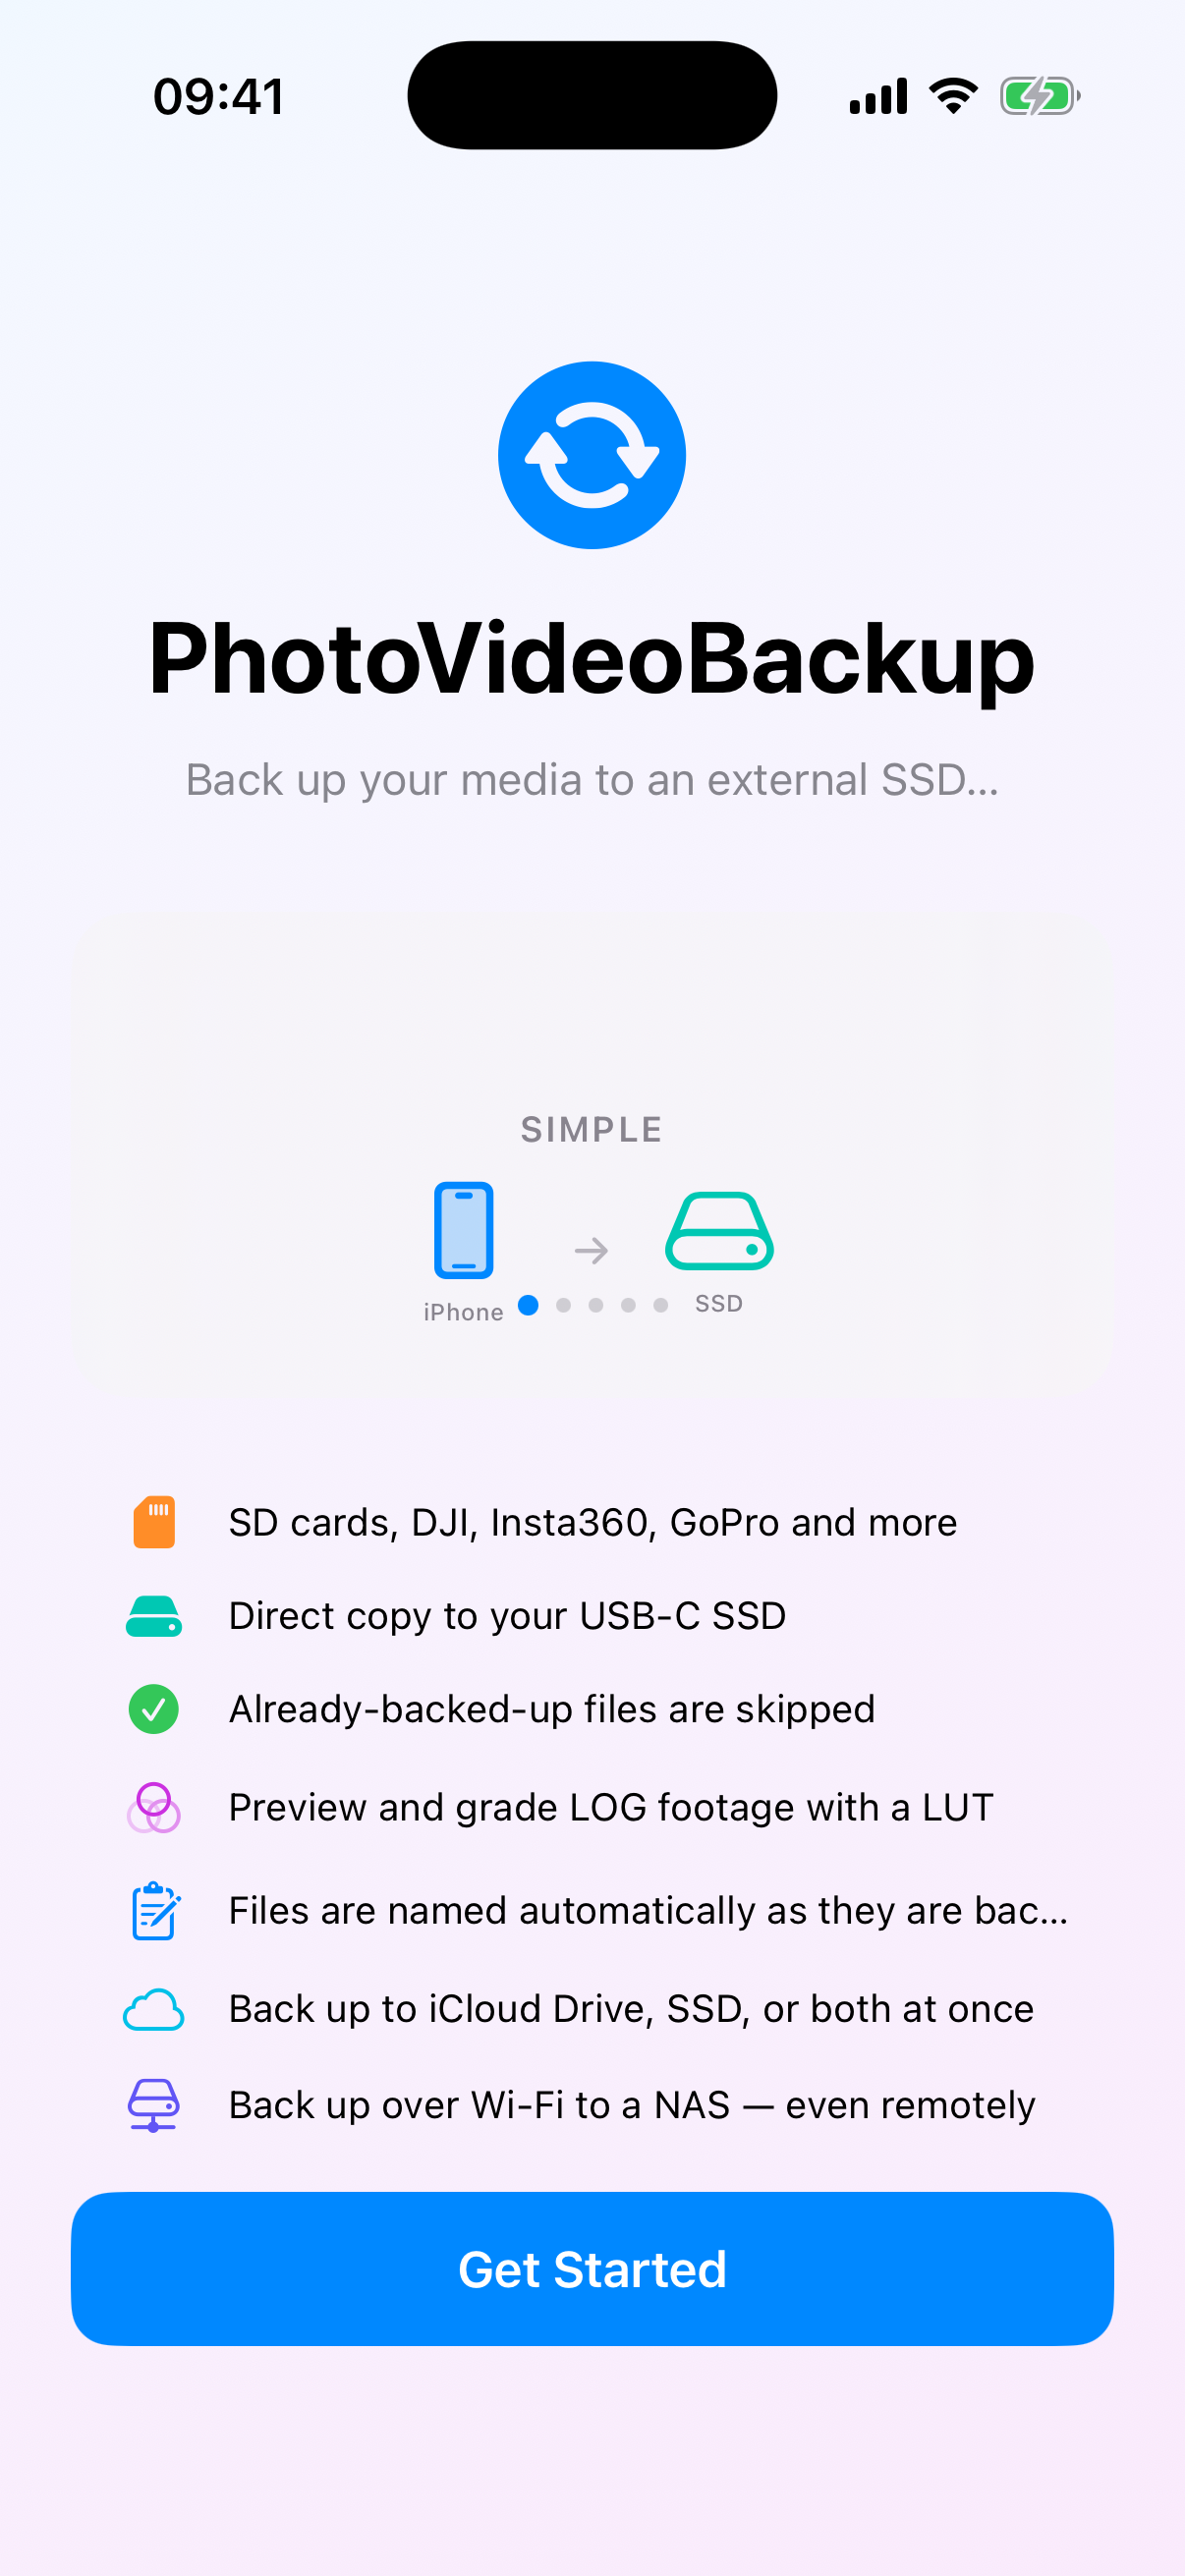 09:41
PhotoVideoBackup
Back up your media to an external SSD...
SIMPLE
iPhone
SSD
SD cards, DJI, Insta360, GoPro and more
Direct copy to your USB-C SSD
Already-backed-up files are skipped
Preview and grade LOG footage with a LUT
Files are named automatically as they are bac...
Back up to iCloud Drive, SSD, or both at once
Back up over Wi-Fi to a NAS — even remotely
Get Started